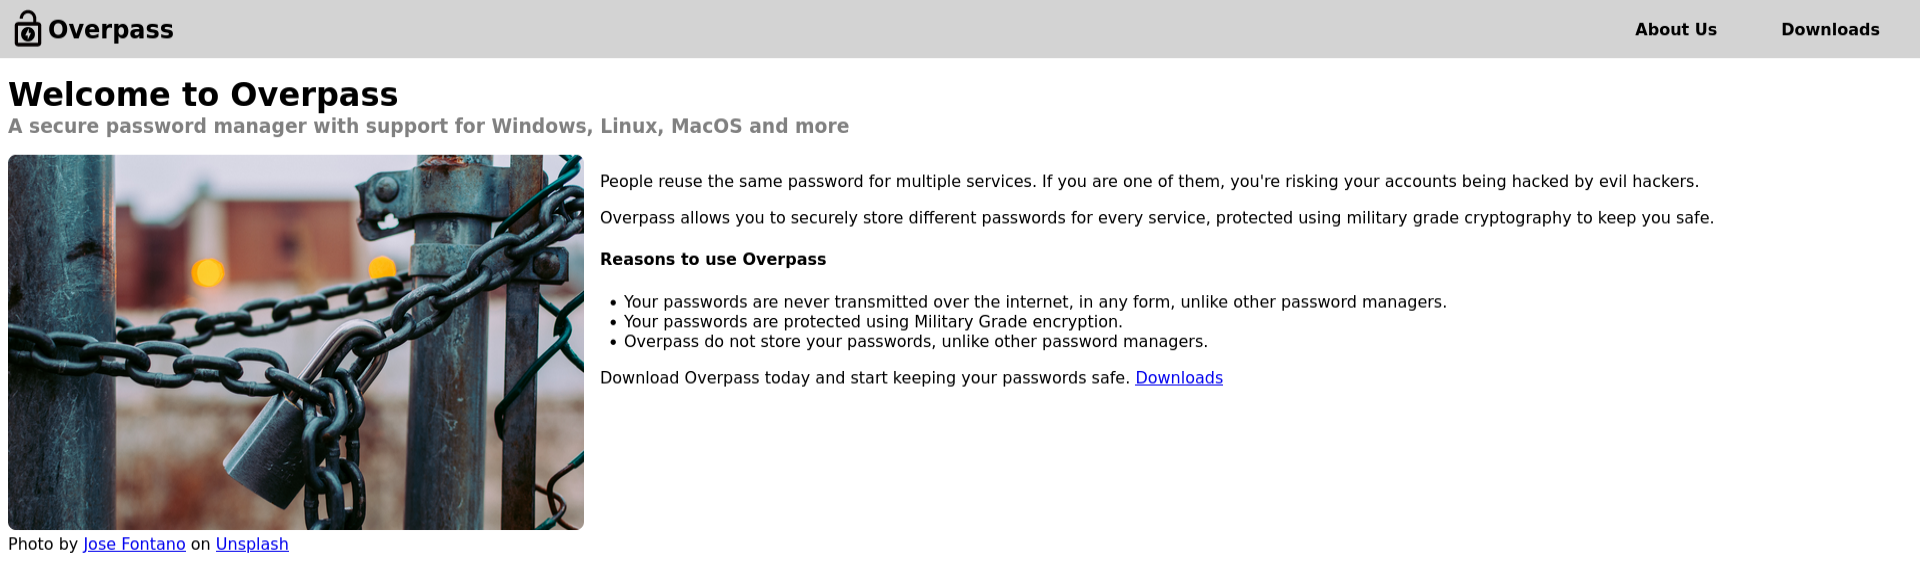 Overpass
About Us
Downloads
Welcome to Overpass
A secure password manager with support for Windows, Linux, MacOS and more
People reuse the same password for multiple services. If you are one of them, you're risking your accounts being hacked by evil hackers.
Overpass allows you to securely store different passwords for every service, protected using military grade cryptography to keep you safe.
Reasons to use Overpass
• Your passwords are never transmitted over the internet, in any form, unlike other password managers.
• Your passwords are protected using Military Grade encryption.
• Overpass do not store your passwords, unlike other password managers.
Download Overpass today and start keeping your passwords safe. Downloads
Photo by Jose Fontano on Unsplash